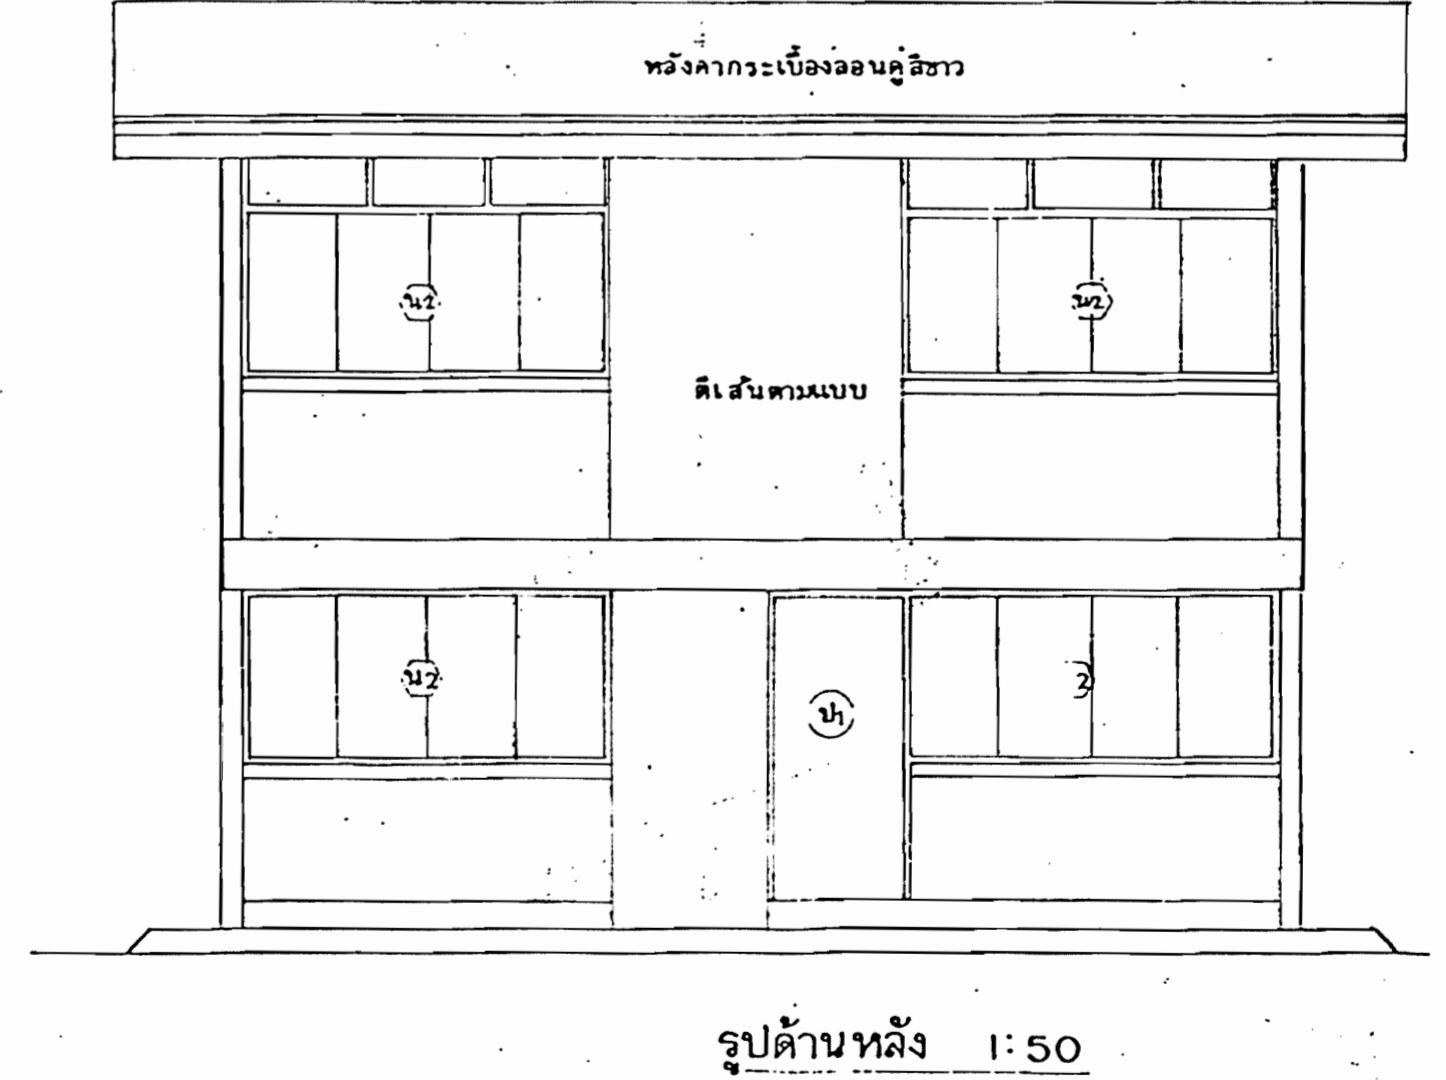 หลังคากระเบื้องลอนคู่สีขาว
น2
น2
ตีเส้นตามแบบ
น2
2
ป1
รูปด้านหลัง 1:50